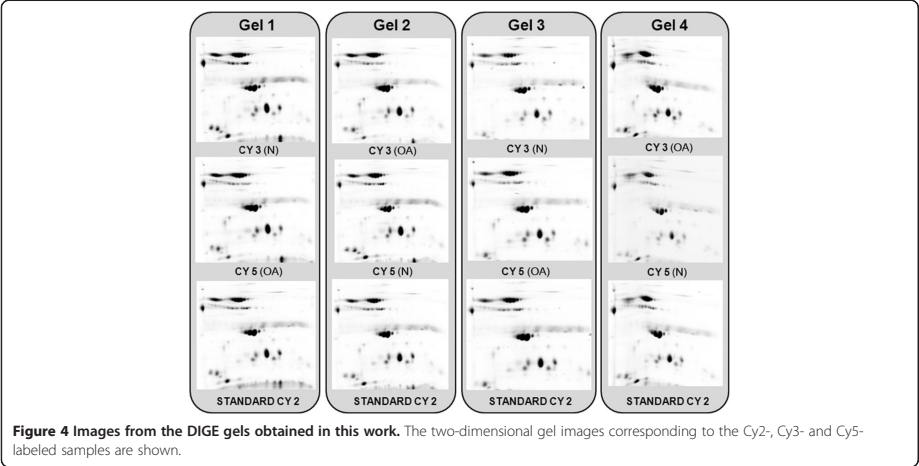 Gel 1 Gel 2 Gel 3 Gel 4
CY 3 (N) CY 3 (OA) CY 3 (N) CY 3 (OA)
CY 5 (OA) CY 5 (N) CY 5 (OA) CY 5 (N)
STANDARD CY 2 STANDARD CY 2 STANDARD CY 2 STANDARD CY 2
Figure 4 Images from the DIGE gels obtained in this work. The two-dimensional gel images corresponding to the Cy2-, Cy3- and Cy5-
labeled samples are shown.